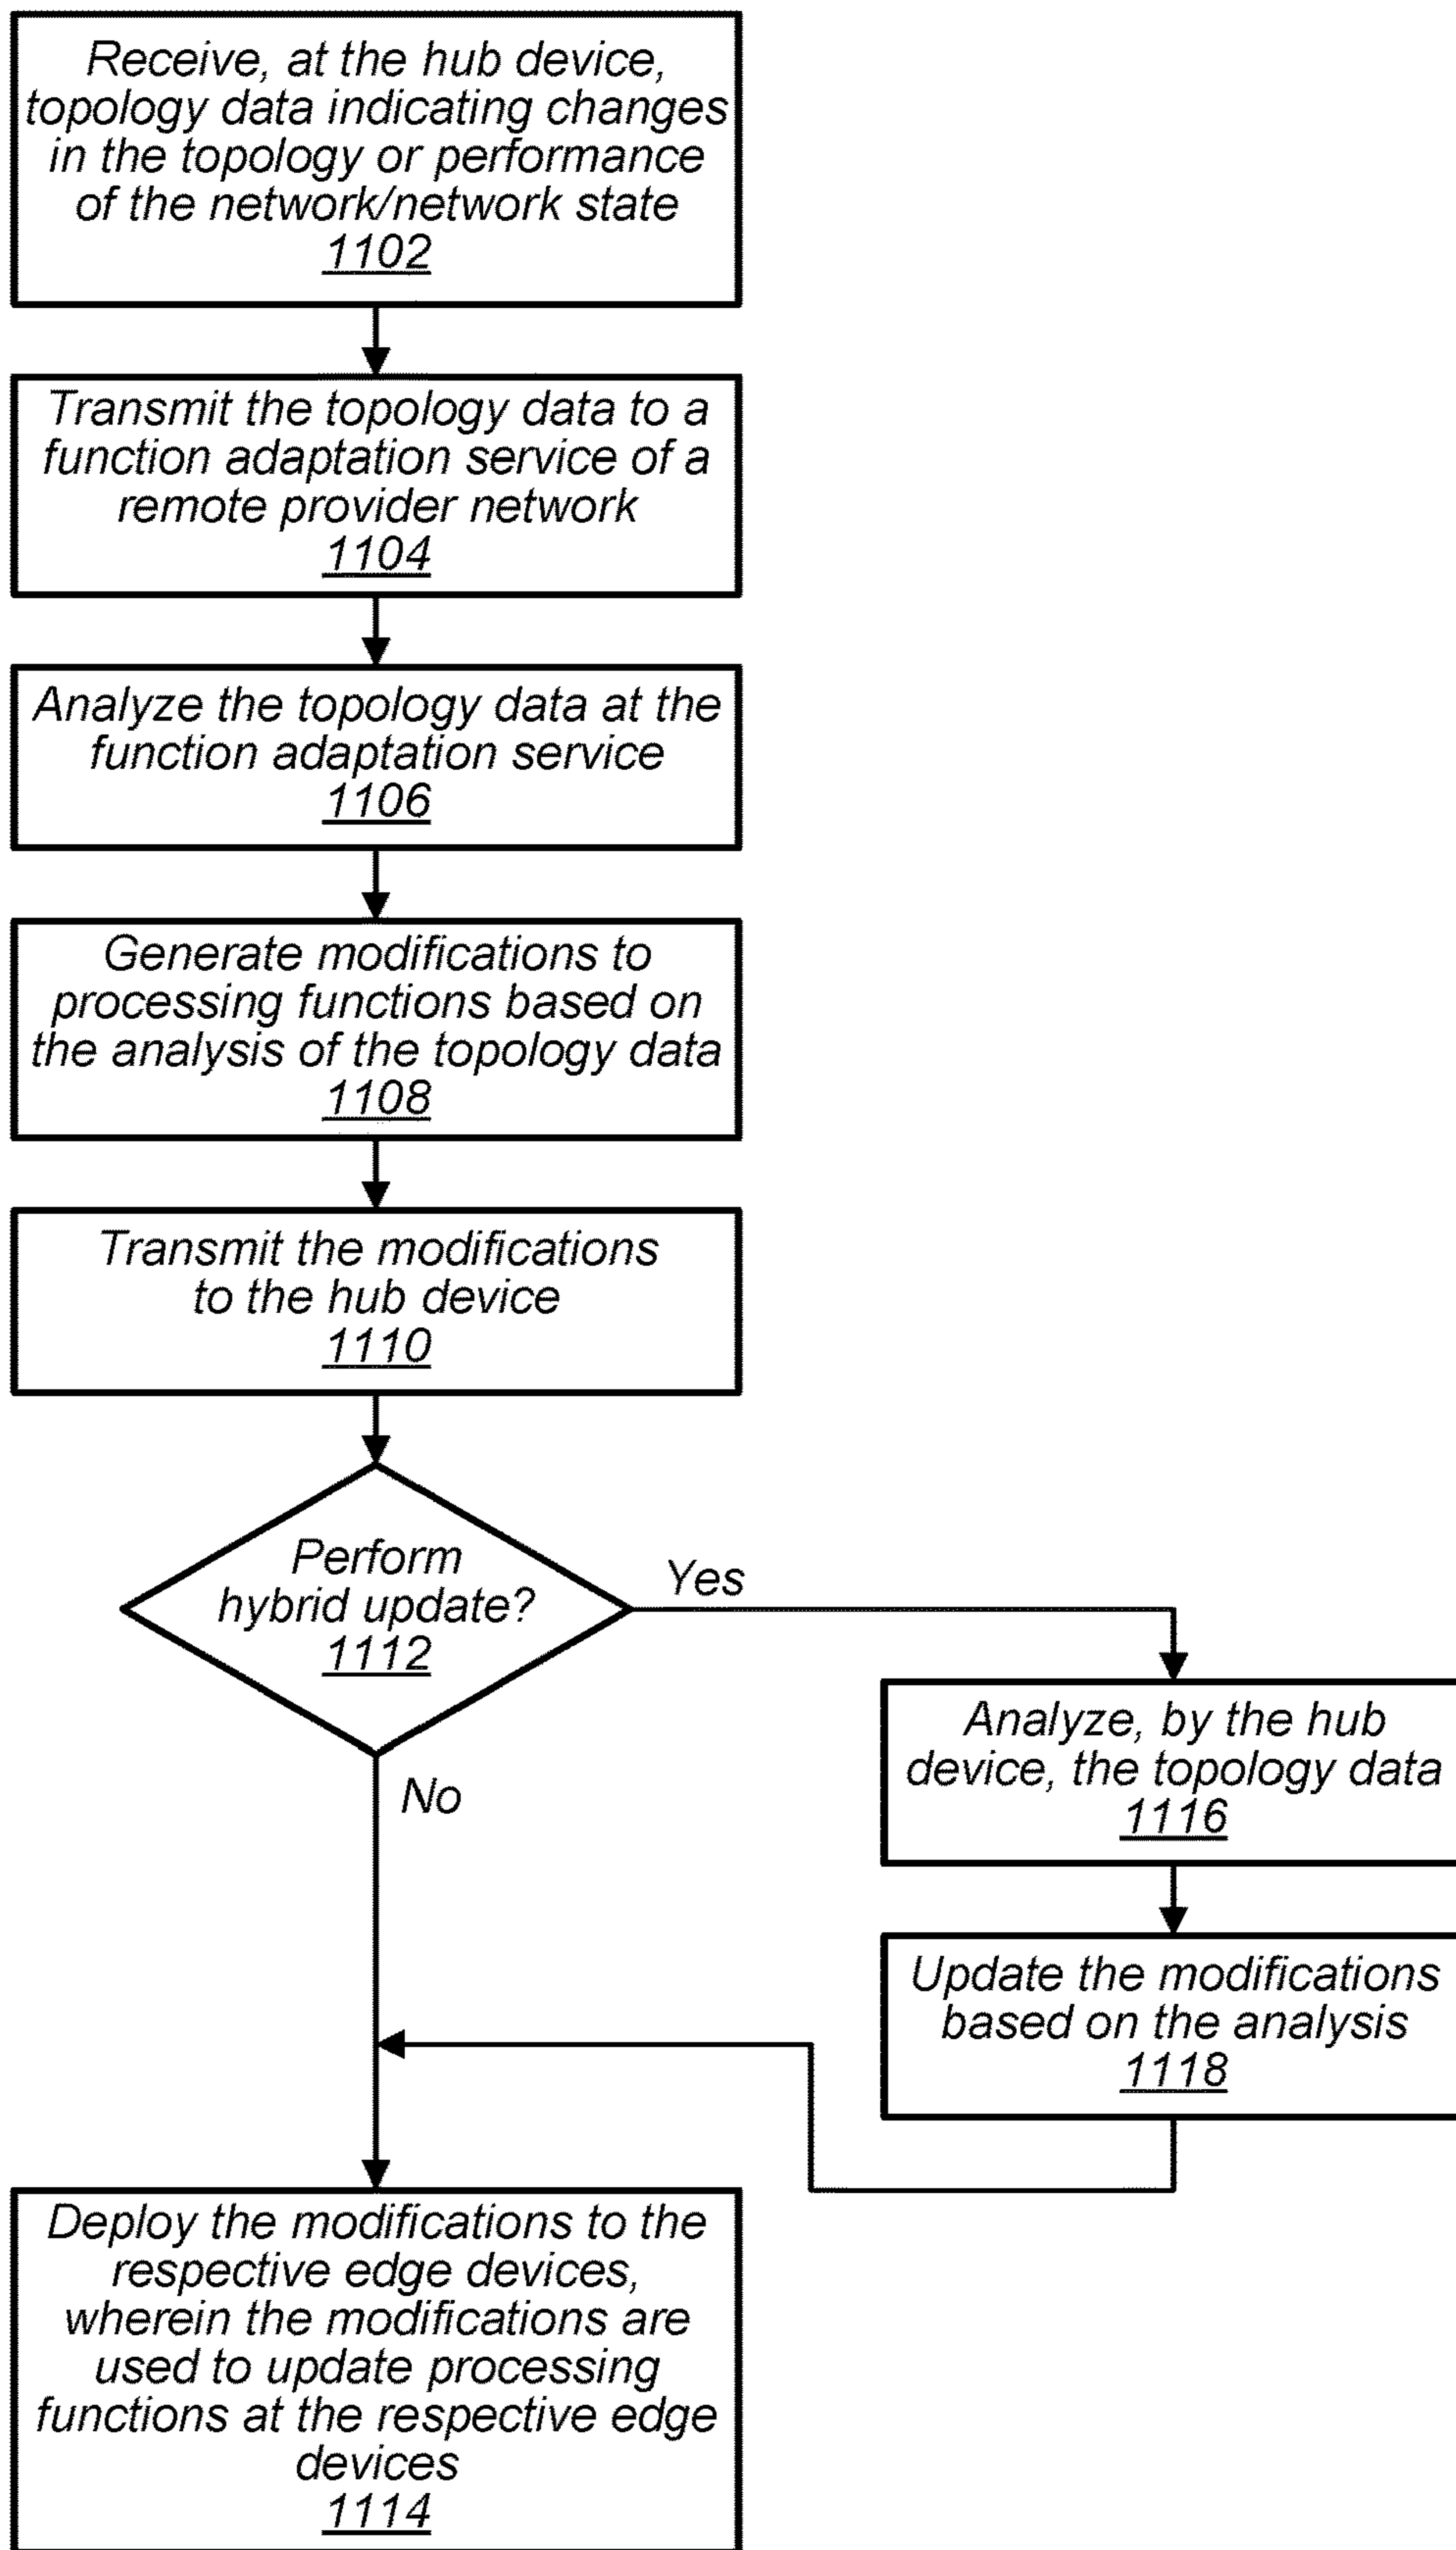 Receive, at the hub device,
topology data indicating changes
in the topology or performance
of the network/network state
1102
Transmit the topology data to a
function adaptation service of a
remote provider network
1104
Analyze the topology data at the
function adaptation service
1106
Generate modifications to
processing functions based on
the analysis of the topology data
1108
Transmit the modifications
to the hub device
1110
Perform
hybrid update?
1112
Yes
No
Analyze, by the hub
device, the topology data
1116
Update the modifications
based on the analysis
1118
Deploy the modifications to the
respective edge devices,
wherein the modifications are
used to update processing
functions at the respective edge
devices
1114